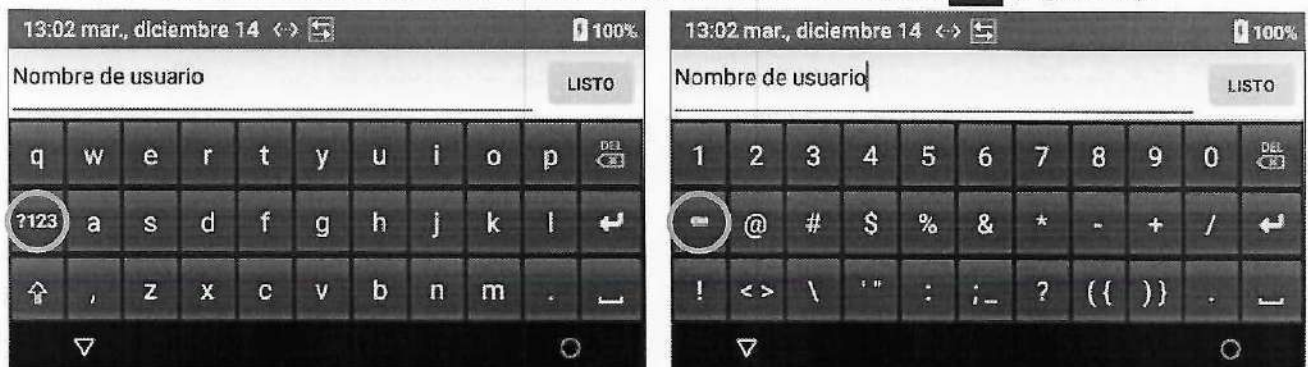 13:02 mar., diciembre 14
100%
Nombre de usuario
LISTO
q w e r t y u i o p DEL
?123 a s d f g h j k l
, z x c v b n m .
13:02 mar., diciembre 14
100%
Nombre de usuario
LISTO
1 2 3 4 5 6 7 8 9 0 DEL
@ # $ % & * - + /
! < > \ ' " : ; _ ? ( { ) } .